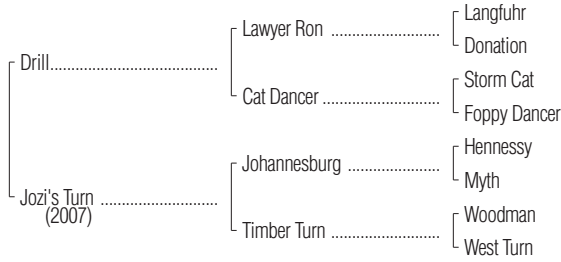 Langfuhr
Lawyer Ron ......................
Donation
Drill.....................................
Storm Cat
Cat Dancer ........................
Foppy Dancer
Hennessy
Johannesburg ...................
Myth
Jozi's Turn .........................
(2007)
Woodman
Timber Turn ......................
West Turn